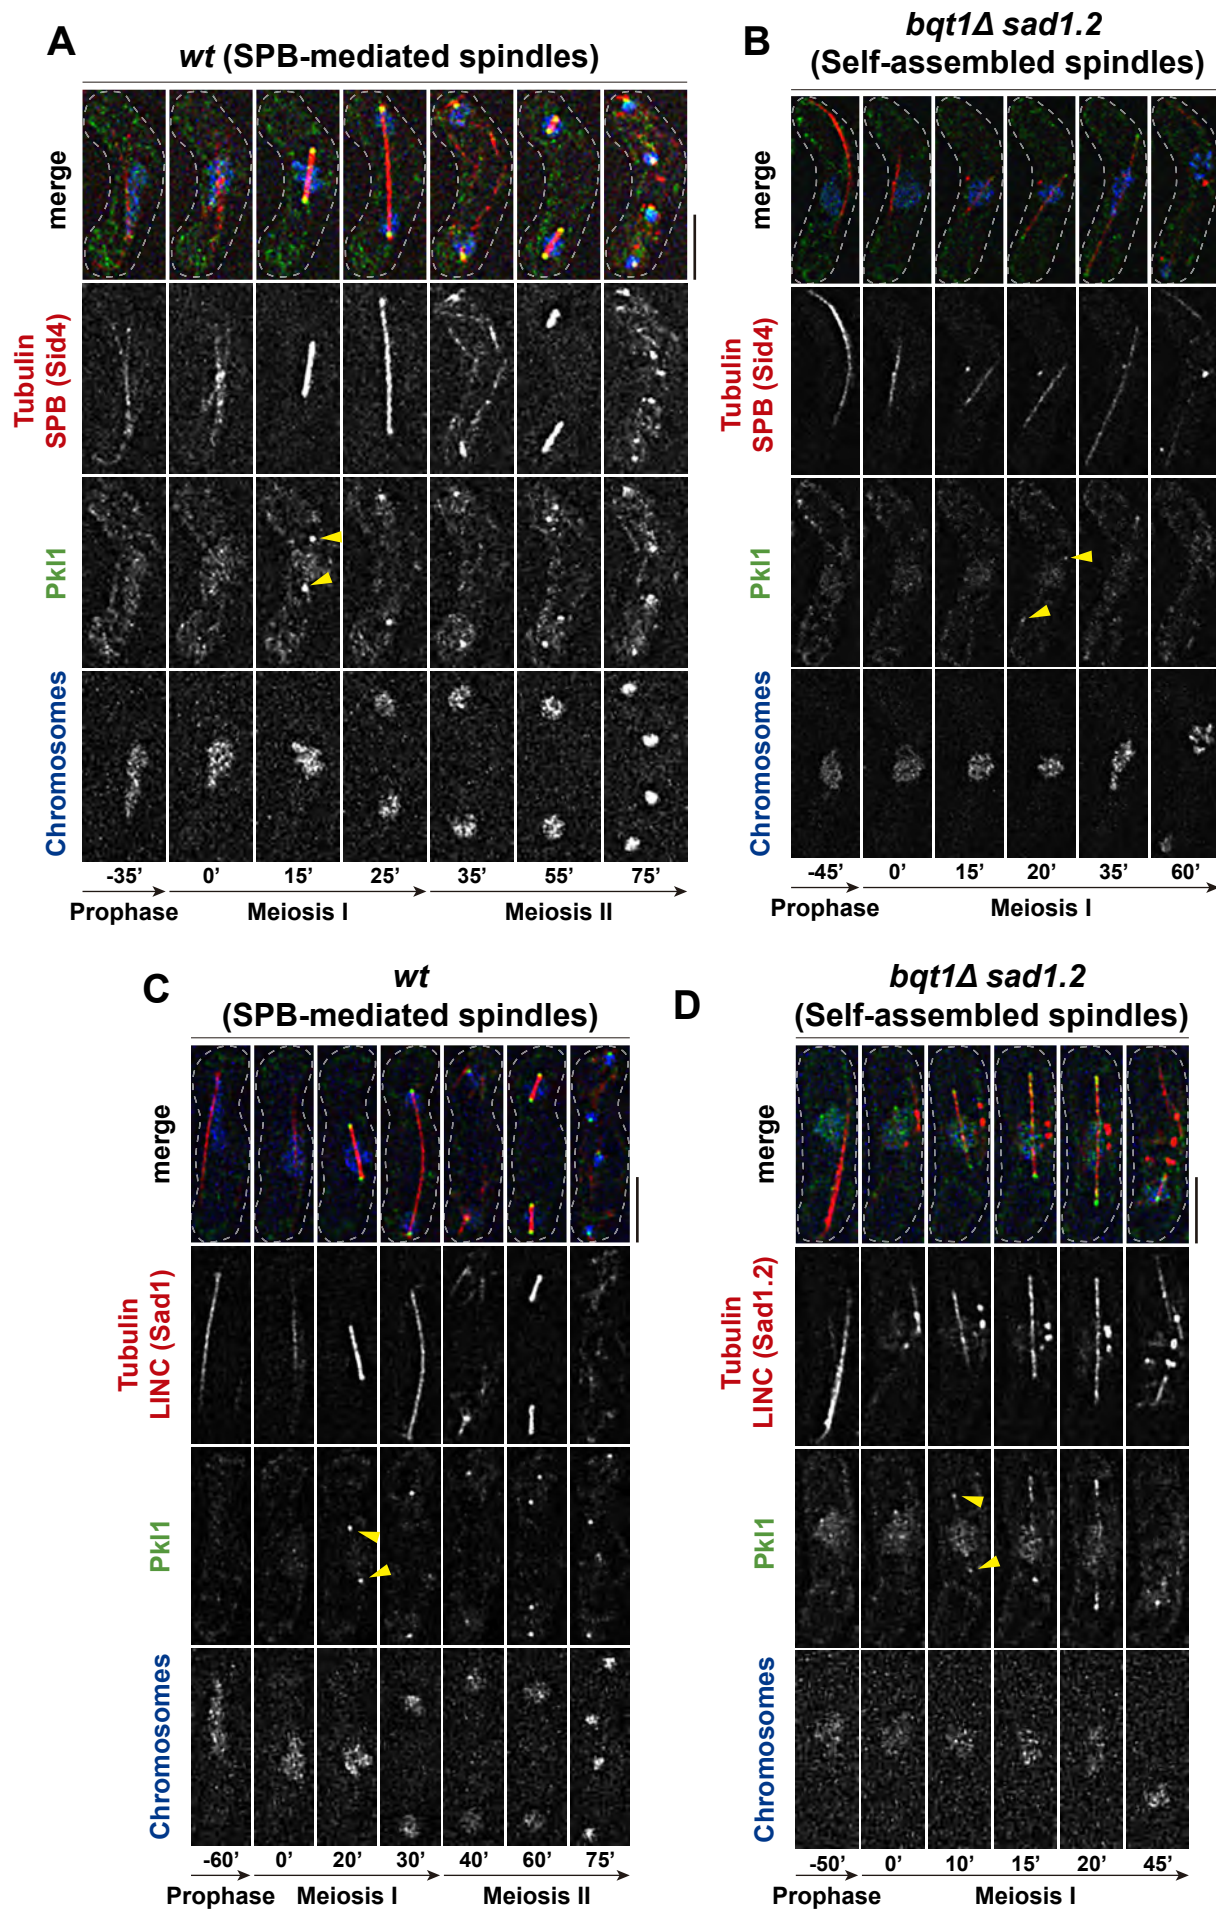 A
wt (SPB-mediated spindles)
merge
Tubulin
SPB (Sid4)
Pkl1
Chromosomes
-35’ 0’ 15’ 25’ 35’ 55’ 75’
Prophase Meiosis I Meiosis II
B
bqt1Δ sad1.2
(Self-assembled spindles)
merge
Tubulin
SPB (Sid4)
Pkl1
Chromosomes
-45’ 0’ 15’ 20’ 35’ 60’
Prophase Meiosis I
C
wt
(SPB-mediated spindles)
merge
Tubulin
LINC (Sad1)
Pkl1
Chromosomes
-60’ 0’ 20’ 30’ 40’ 60’ 75’
Prophase Meiosis I Meiosis II
D
bqt1Δ sad1.2
(Self-assembled spindles)
merge
Tubulin
LINC (Sad1.2)
Pkl1
Chromosomes
-50’ 0’ 10’ 15’ 20’ 45’
Prophase Meiosis I